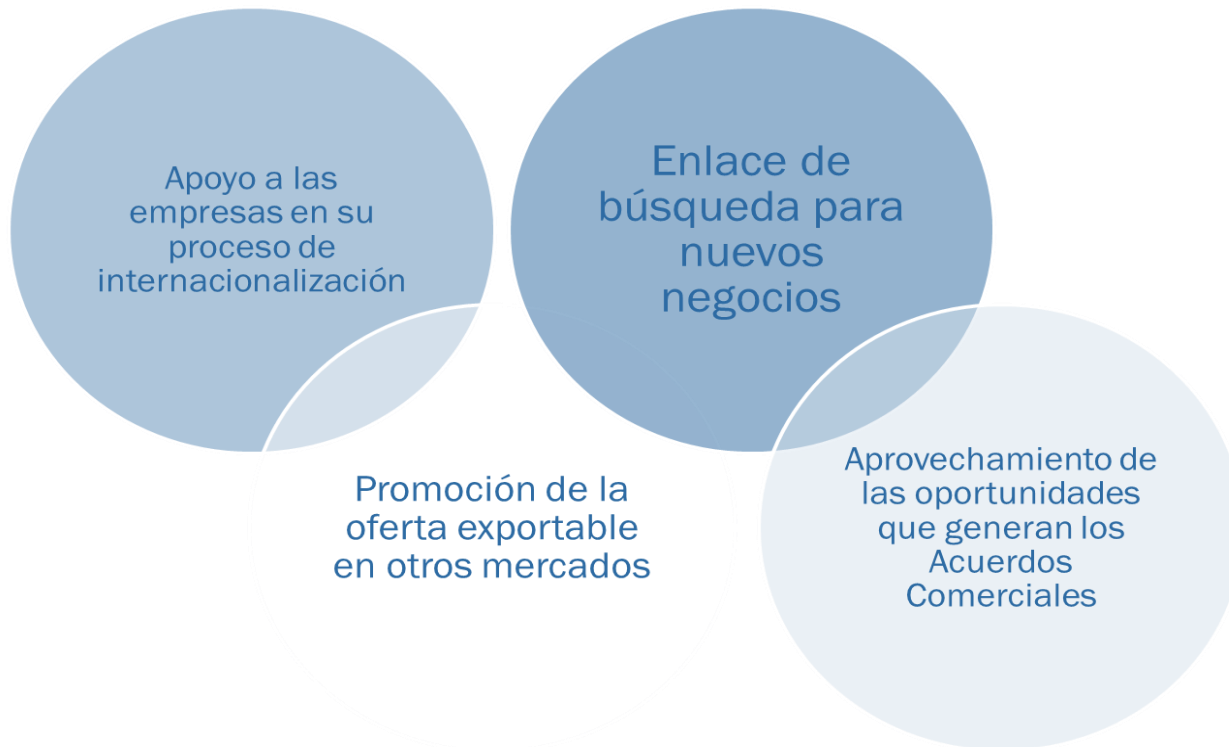 Apoyo a las
empresas en su
proceso de
internacionalización
Enlace de
búsqueda para
nuevos
negocios
Promoción de la
oferta exportable
en otros mercados
Aprovechamiento de
las oportunidades
que generan los
Acuerdos
Comerciales